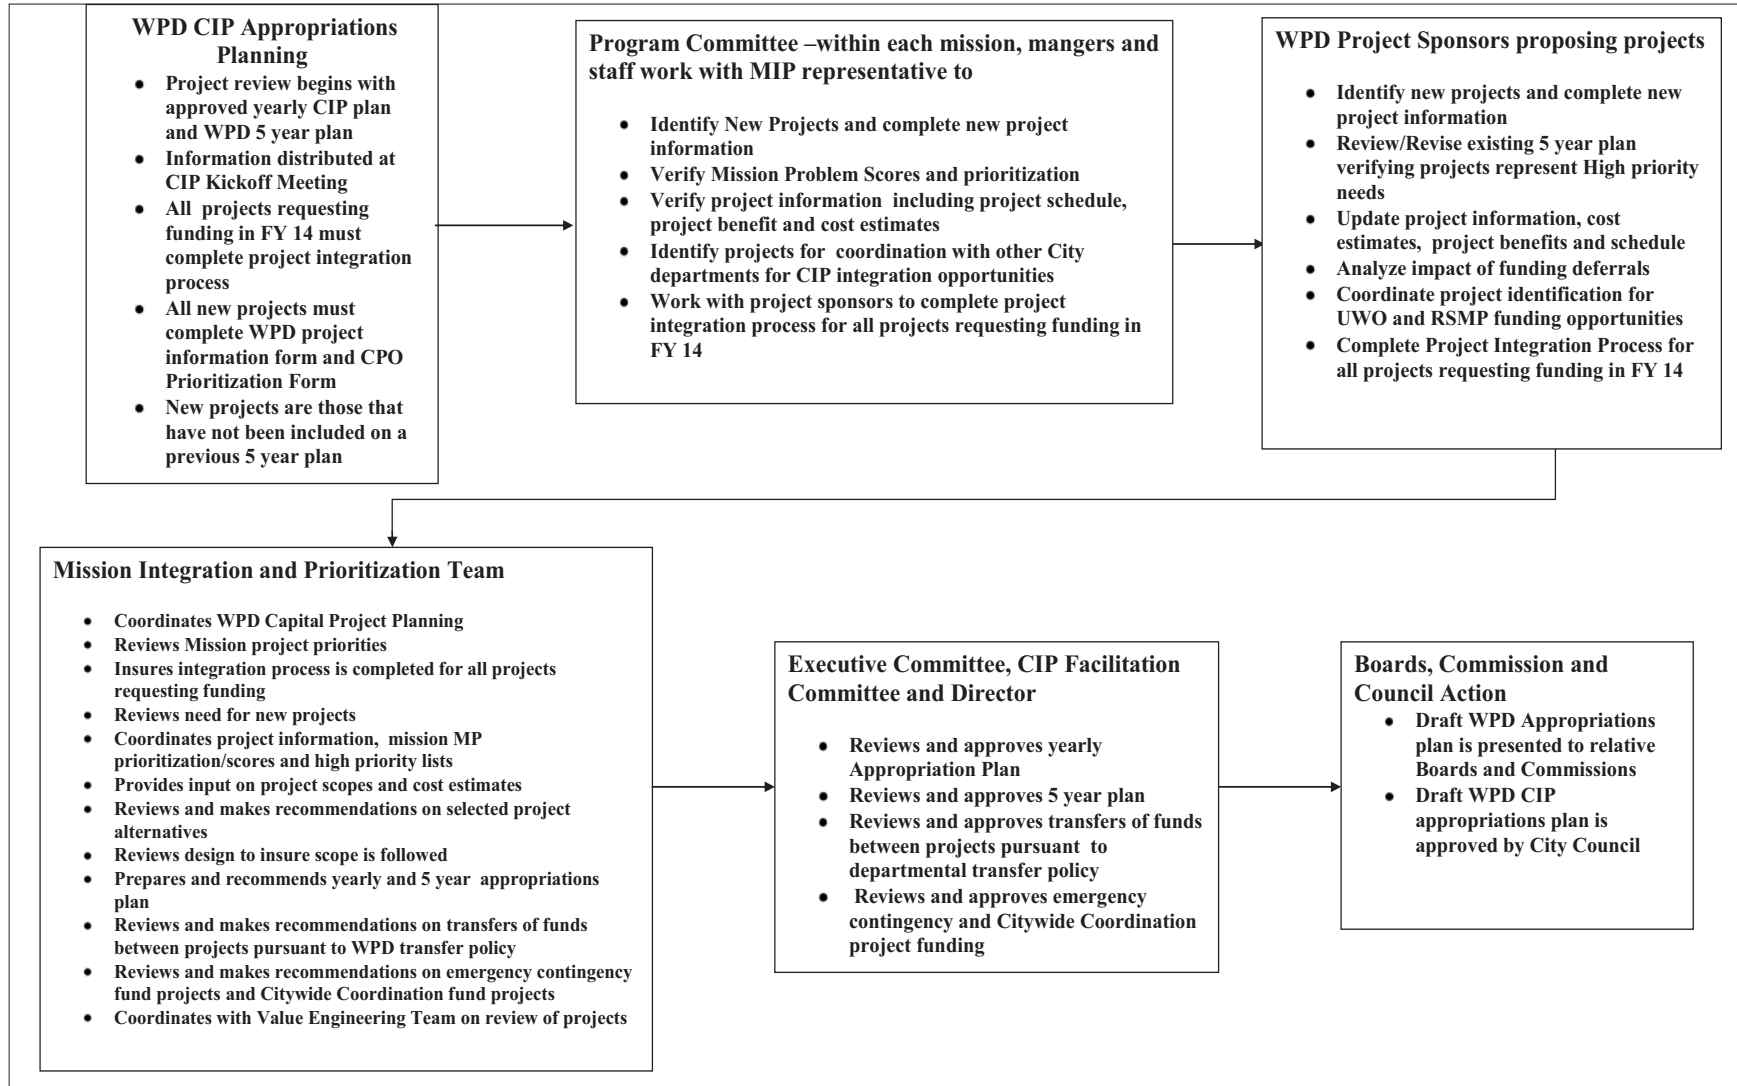 WPD CIP Appropriations
Planning
● Project review begins with
approved yearly CIP plan
and WPD 5 year plan
● Information distributed at
CIP Kickoff Meeting
● All projects requesting
funding in FY 14 must
complete project integration
process
● All new projects must
complete WPD project
information form and CPO
Prioritization Form
● New projects are those that
have not been included on a
previous 5 year plan
Program Committee –within each mission, mangers and
staff work with MIP representative to
● Identify New Projects and complete new project
information
● Verify Mission Problem Scores and prioritization
● Verify project information including project schedule,
project benefit and cost estimates
● Identify projects for coordination with other City
departments for CIP integration opportunities
● Work with project sponsors to complete project
integration process for all projects requesting funding in
FY 14
WPD Project Sponsors proposing projects
● Identify new projects and complete new
project information
● Review/Revise existing 5 year plan
verifying projects represent High priority
needs
● Update project information, cost
estimates, project benefits and schedule
● Analyze impact of funding deferrals
● Coordinate project identification for
UWO and RSMP funding opportunities
● Complete Project Integration Process for
all projects requesting funding in FY 14
Mission Integration and Prioritization Team
● Coordinates WPD Capital Project Planning
● Reviews Mission project priorities
● Insures integration process is completed for all projects
requesting funding
● Reviews need for new projects
● Coordinates project information, mission MP
prioritization/scores and high priority lists
● Provides input on project scopes and cost estimates
● Reviews and makes recommendations on selected project
alternatives
● Reviews design to insure scope is followed
● Prepares and recommends yearly and 5 year appropriations
plan
● Reviews and makes recommendations on transfers of funds
between projects pursuant to WPD transfer policy
● Reviews and makes recommendations on emergency contingency
fund projects and Citywide Coordination fund projects
● Coordinates with Value Engineering Team on review of projects
Executive Committee, CIP Facilitation
Committee and Director
● Reviews and approves yearly
Appropriation Plan
● Reviews and approves 5 year plan
● Reviews and approves transfers of funds
between projects pursuant to
departmental transfer policy
● Reviews and approves emergency
contingency and Citywide Coordination
project funding
Boards, Commission and
Council Action
● Draft WPD Appropriations
plan is presented to relative
Boards and Commissions
● Draft WPD CIP
appropriations plan is
approved by City Council